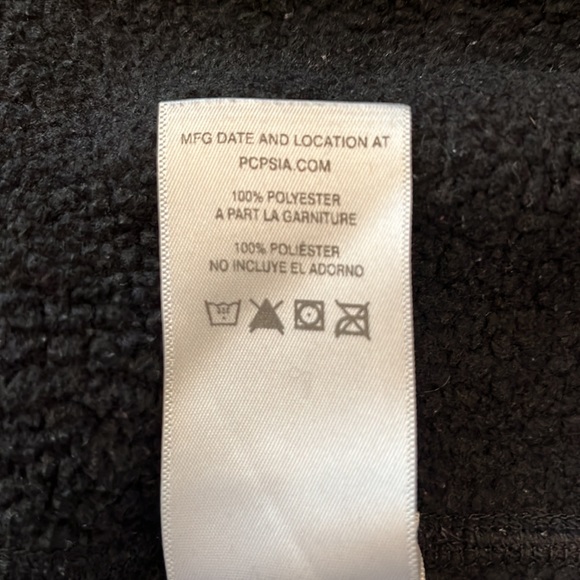 MFG DATE AND LOCATION AT
PCPSIA.COM
100% POLYESTER
A PART LA GARNITURE
100% POLIÉSTER
NO INCLUYE EL ADORNO